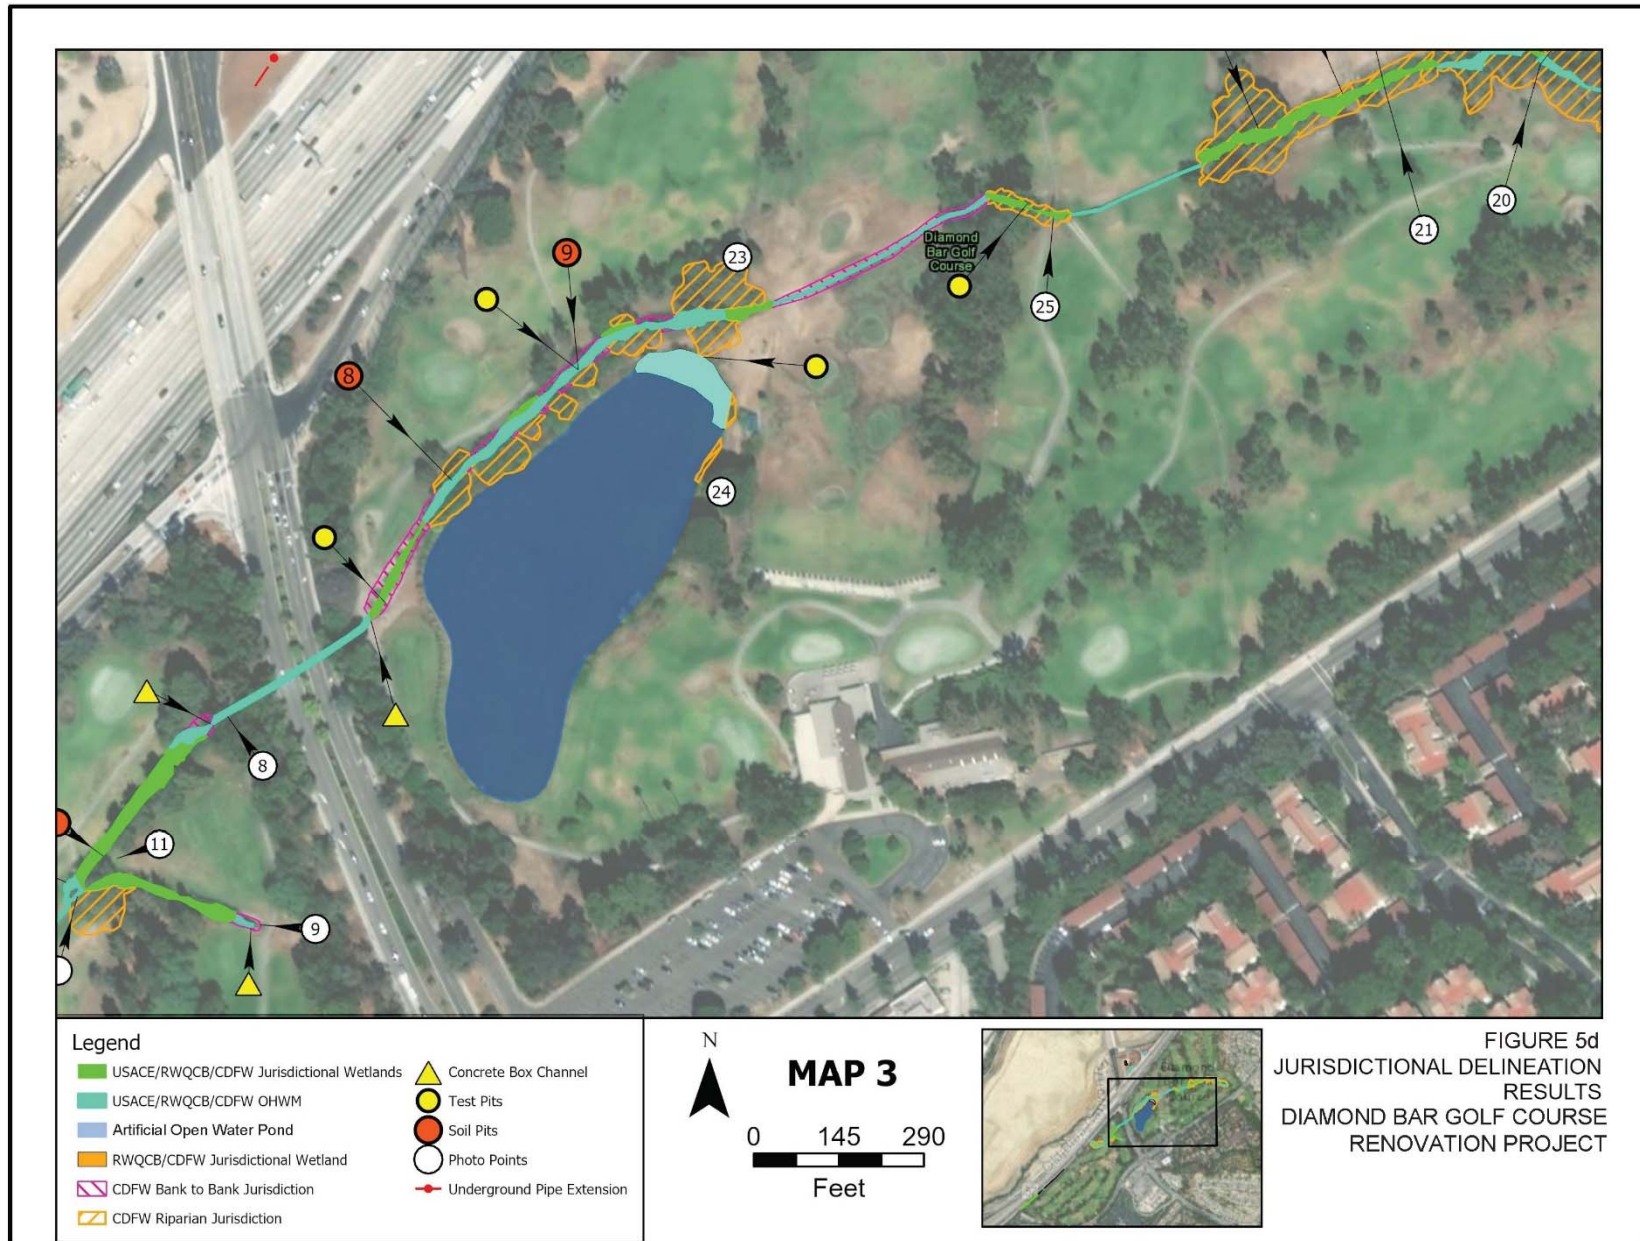 23
9
Diamond
Bar Golf
Course
20
21
25
8
24
8
11
9
Legend
USACE/RWQCB/CDFW Jurisdictional Wetlands
USACE/RWQCB/CDFW OHWM
Artificial Open Water Pond
RWQCB/CDFW Jurisdictional Wetland
CDFW Bank to Bank Jurisdiction
CDFW Riparian Jurisdiction
Concrete Box Channel
Test Pits
Soil Pits
Photo Points
Underground Pipe Extension
N
MAP 3
0 145 290
Feet
FIGURE 5d
JURISDICTIONAL DELINEATION
RESULTS
DIAMOND BAR GOLF COURSE
RENOVATION PROJECT